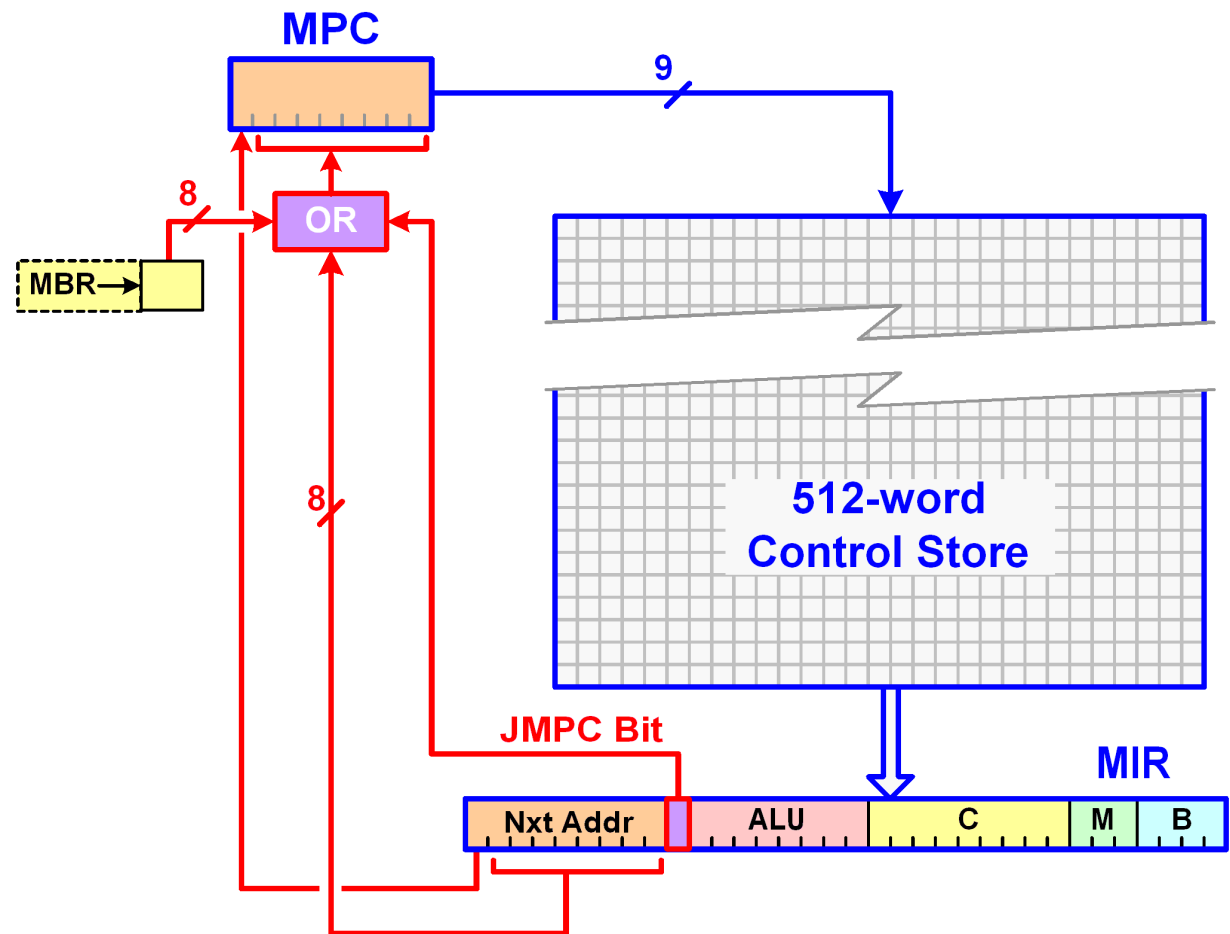 MPC
9
8
OR
MBR
8
512-word
Control Store
JMPC Bit
MIR
Nxt Addr
ALU
C
M
B